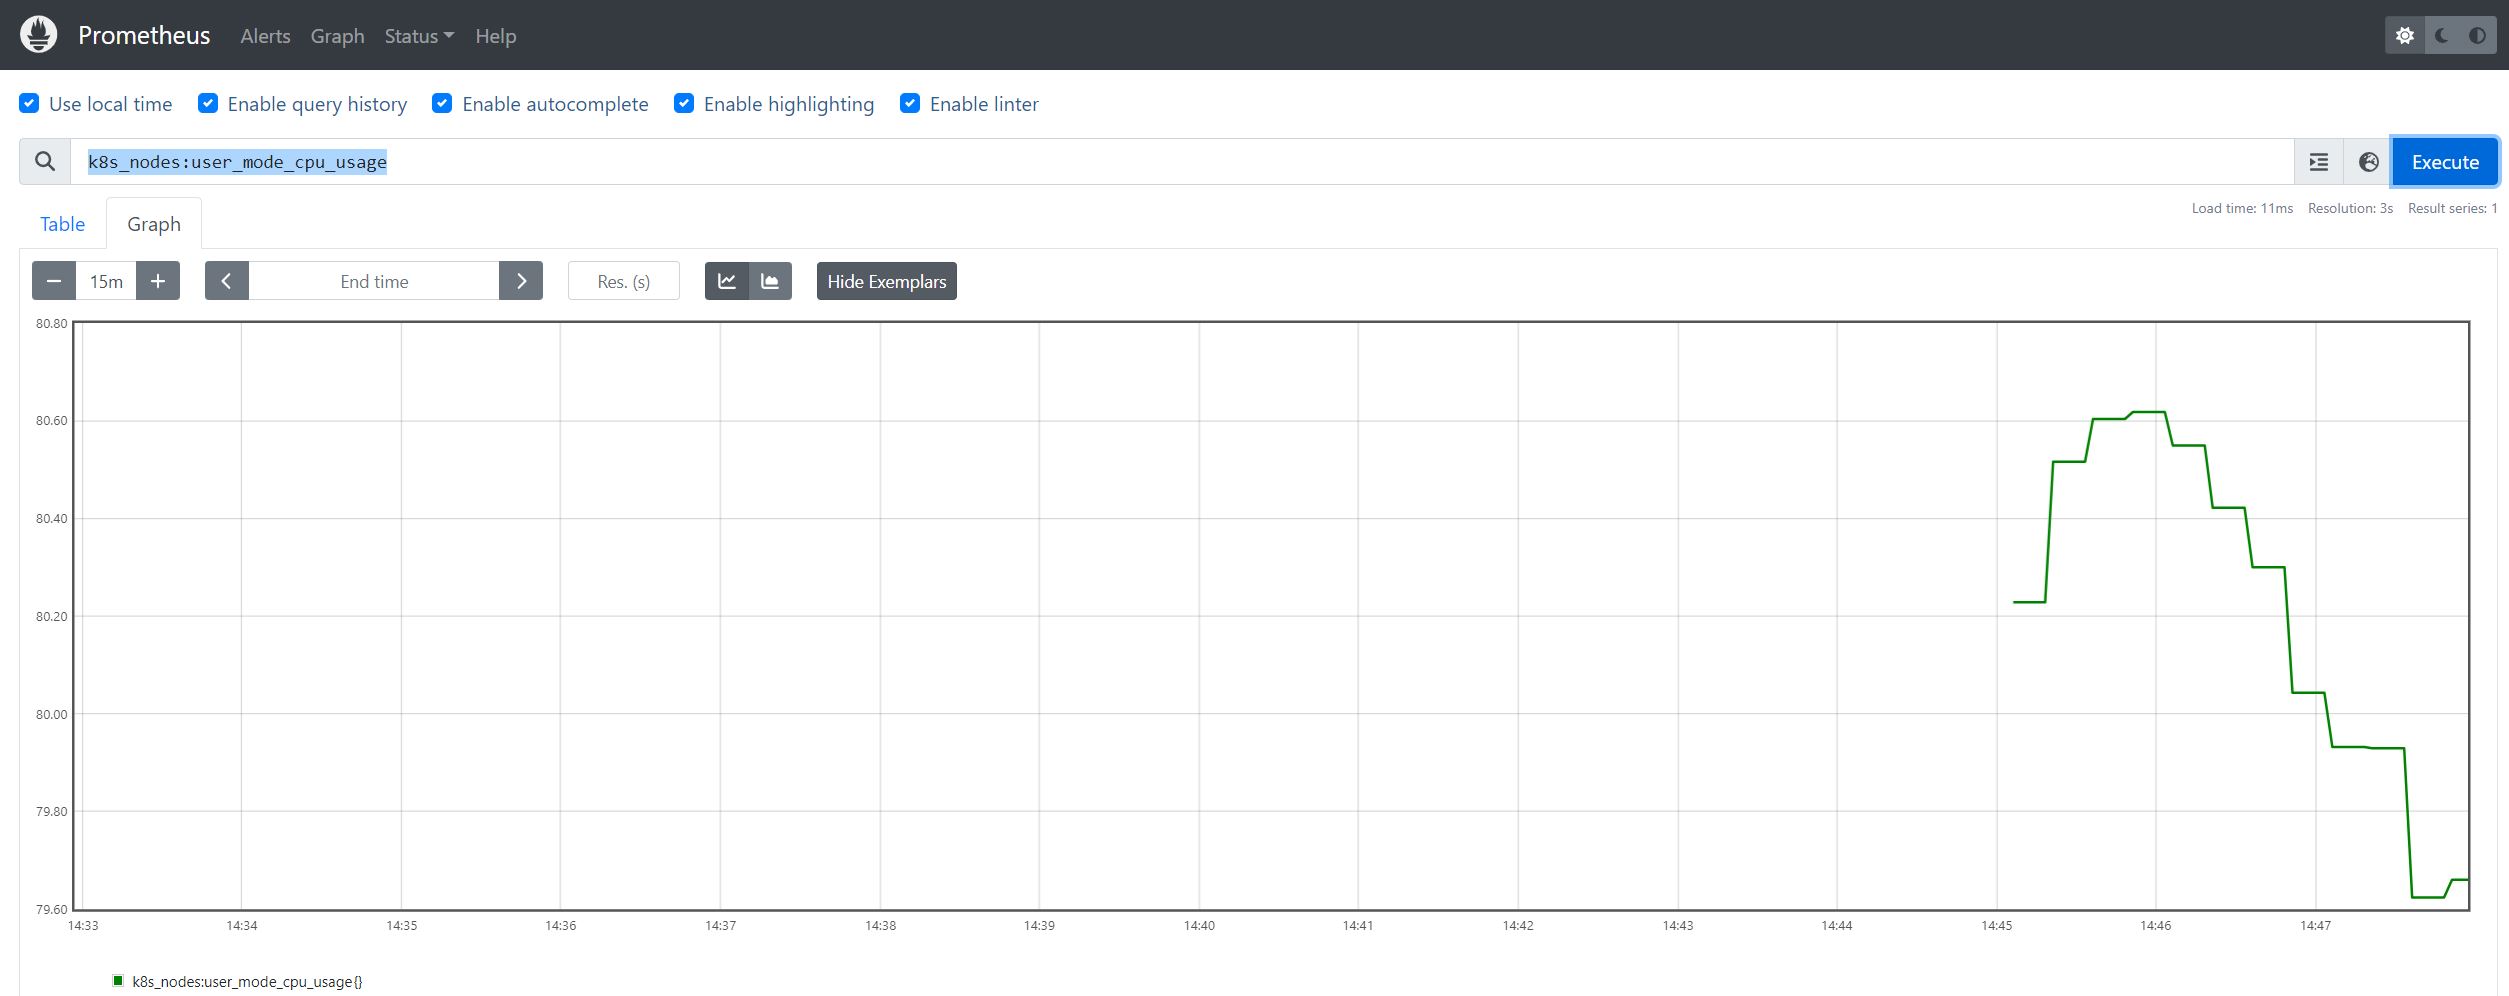 Prometheus Alerts Graph Status Help
Use local time Enable query history Enable autocomplete Enable highlighting Enable linter
k8s_nodes:user_mode_cpu_usage Execute
Table Graph Load time: 11ms Resolution: 3s Result series: 1
15m End time Res. (s) Hide Exemplars
80.80
80.60
80.40
80.20
80.00
79.80
79.60
14:33 14:34 14:35 14:36 14:37 14:38 14:39 14:40 14:41 14:42 14:43 14:44 14:45 14:46 14:47
k8s_nodes:user_mode_cpu_usage{}